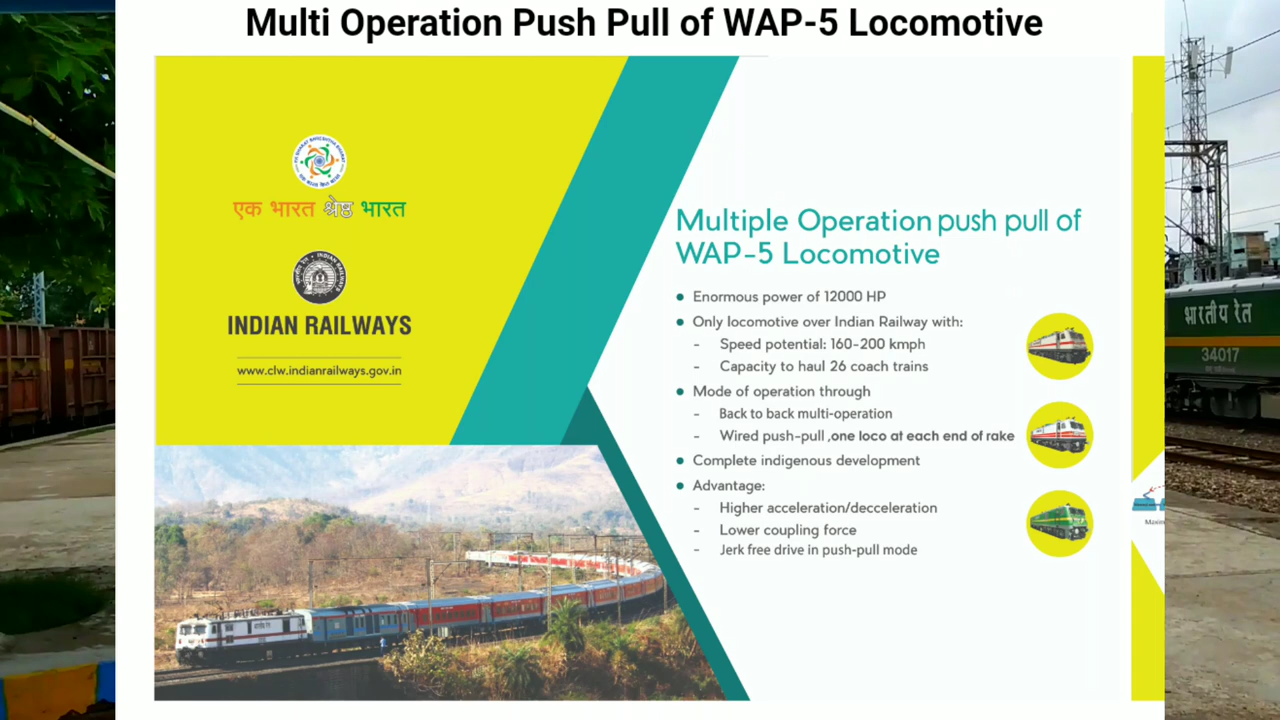 Multi Operation Push Pull of WAP-5 Locomotive
एक भारत श्रेष्ठ भारत
INDIAN RAILWAYS
www.clw.indianrailways.gov.in
Multiple Operation push pull of
WAP-5 Locomotive
Enormous power of 12000 HP
Only locomotive over Indian Railway with:
- Speed potential: 160-200 kmph
- Capacity to haul 26 coach trains
Mode of operation through
- Back to back multi-operation
- Wired push-pull ,one loco at each end of rake
Complete indigenous development
Advantage:
- Higher acceleration/decceleration
- Lower coupling force
- Jerk free drive in push-pull mode
भारतीय रेल
34017